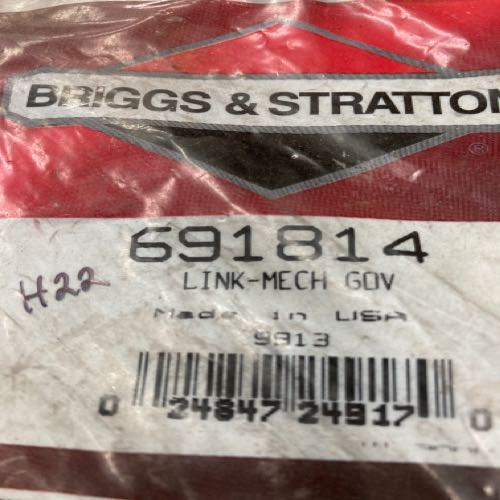 BRIGGS & STRATTON
®
691814
LINK-MECH GOV
H22
Made in USA
9913
0 24847 24917 0